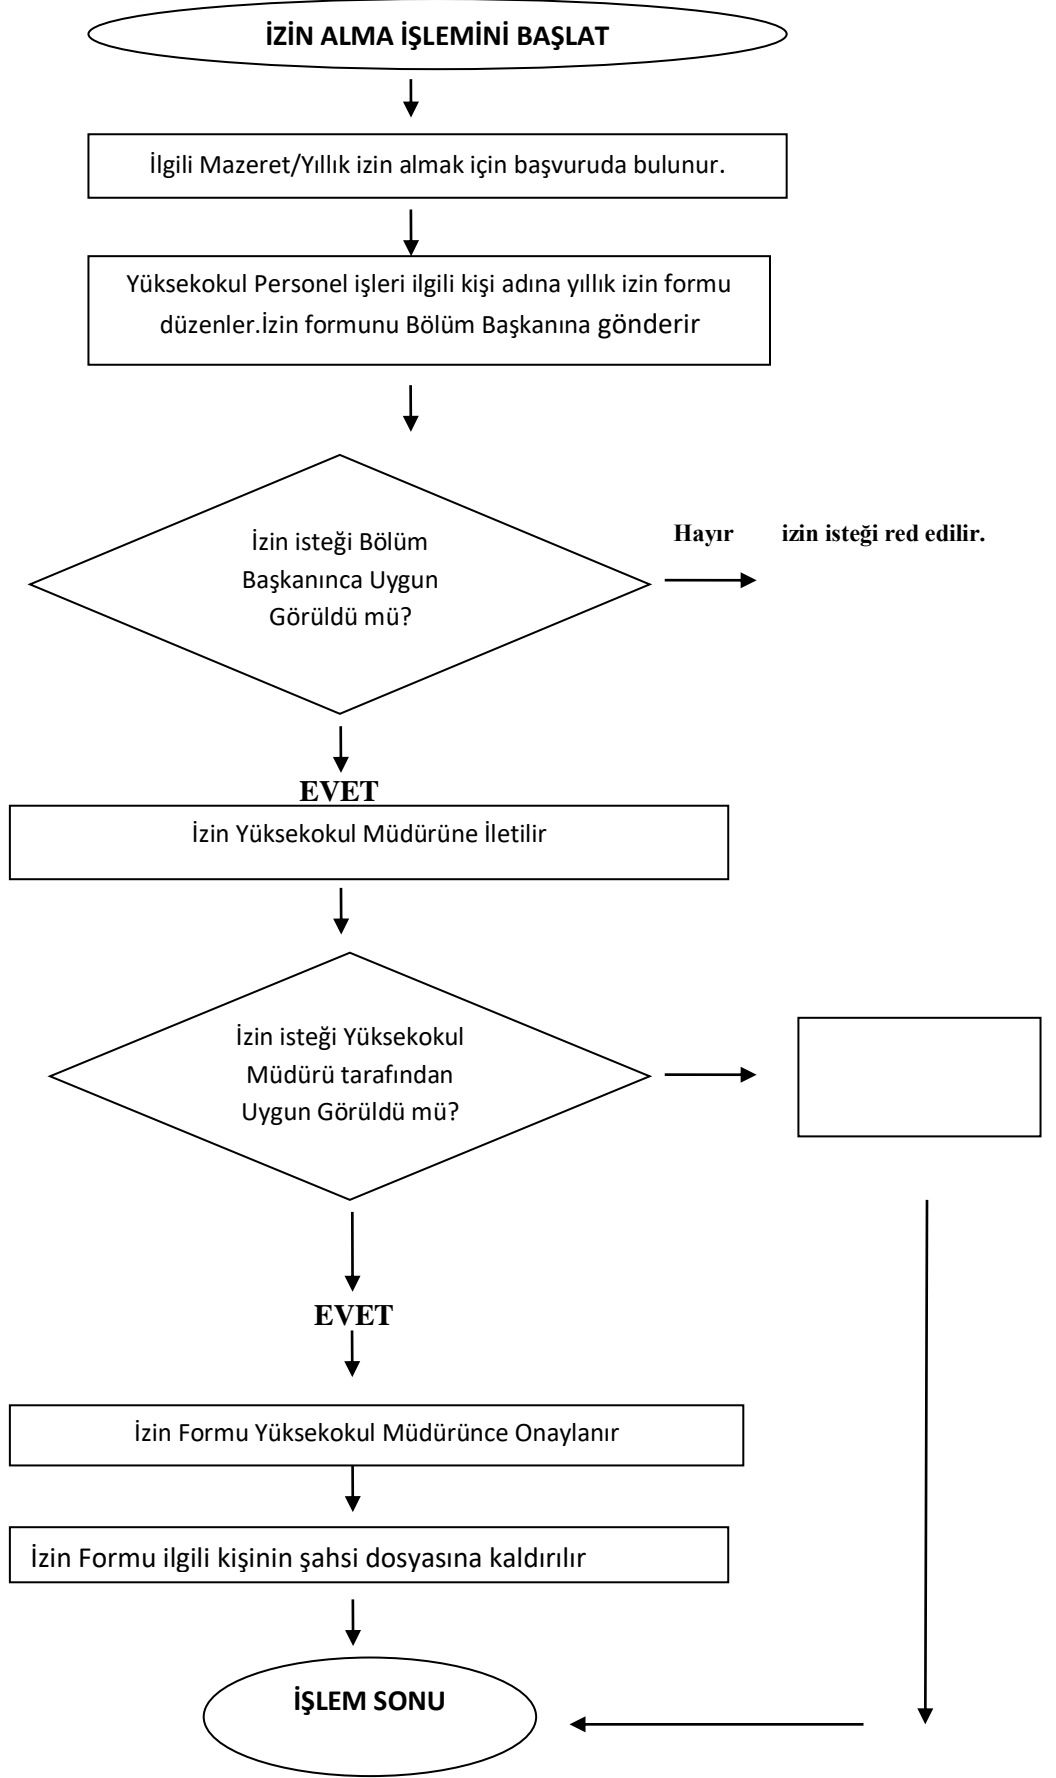 İZİN ALMA İŞLEMİNİ BAŞLAT
İlgili Mazeret/Yıllık izin almak için başvuruda bulunur.
Yüksekokul Personel işleri ilgili kişi adına yıllık izin formu
düzenler.İzin formunu Bölüm Başkanına gönderir
İzin isteği Bölüm
Başkanınca Uygun
Görüldü mü?
Hayır izin isteği red edilir.
EVET
İzin Yüksekokul Müdürüne İletilir
İzin isteği Yüksekokul
Müdürü tarafından
Uygun Görüldü mü?
EVET
İzin Formu Yüksekokul Müdürünce Onaylanır
İzin Formu ilgili kişinin şahsi dosyasına kaldırılır
İŞLEM SONU